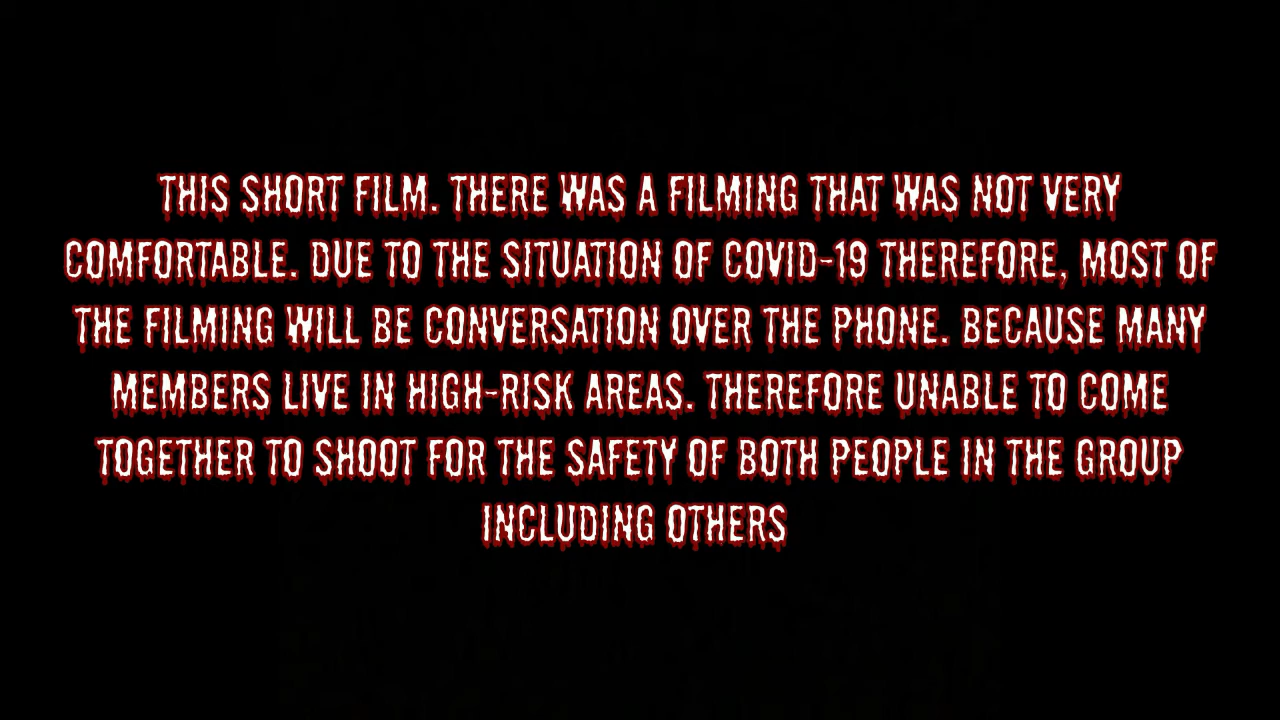 THIS SHORT FILM. THERE WAS A FILMING THAT WAS NOT VERY
COMFORTABLE. DUE TO THE SITUATION OF COVID-19 THEREFORE, MOST OF
THE FILMING WILL BE CONVERSATION OVER THE PHONE. BECAUSE MANY
MEMBERS LIVE IN HIGH-RISK AREAS. THEREFORE UNABLE TO COME
TOGETHER TO SHOOT FOR THE SAFETY OF BOTH PEOPLE IN THE GROUP
INCLUDING OTHERS